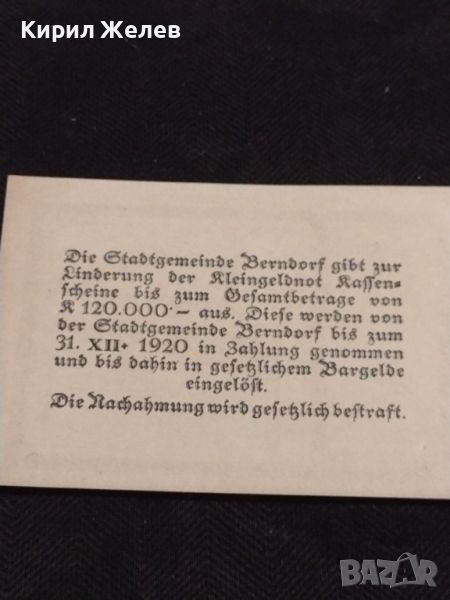 Кирил Желев
Die Stadtgemeinde Berndorf gibt zur
Linderung der Kleingeldnot Kassen-
scheine bis zum Gesamtbetrage von
K 120.000·– aus. Diese werden von
der Stadtgemeinde Berndorf bis zum
31. XII. 1920 in Zahlung genommen
und bis dahin in gesetzlichem Bargelde
eingelöst.
Die Nachahmung wird gesetzlich bestraft.
BAZAR